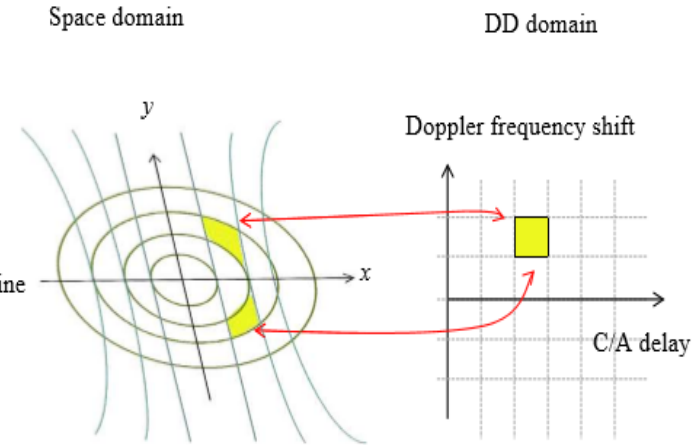 Space domain
DD domain
y
Doppler frequency shift
x
ine
C/A delay